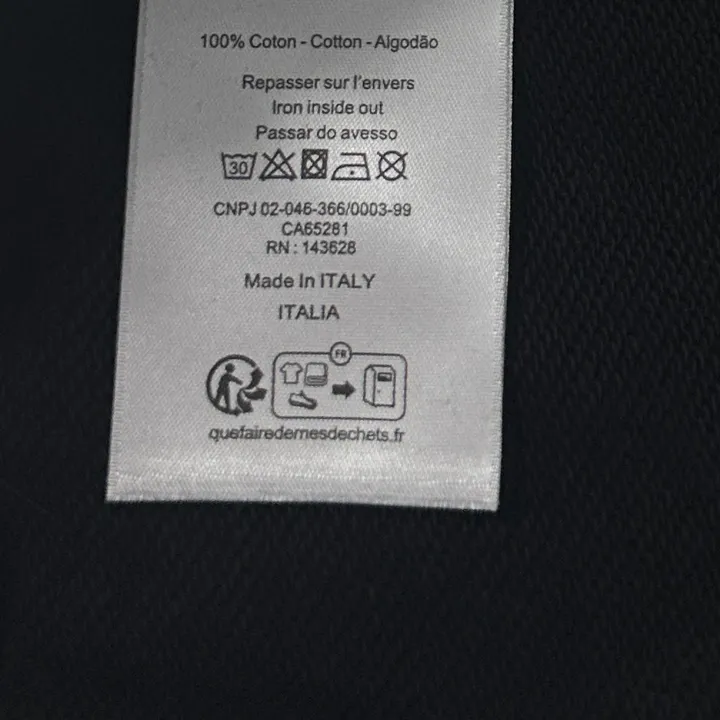 100% Coton - Cotton - Algodão
Repasser sur l'envers
Iron inside out
Passar do avesso
30
CNPJ 02-046-366/0003-99
CA65281
RN : 143628
Made In ITALY
ITALIA
FR
quefairedemesdechets.fr